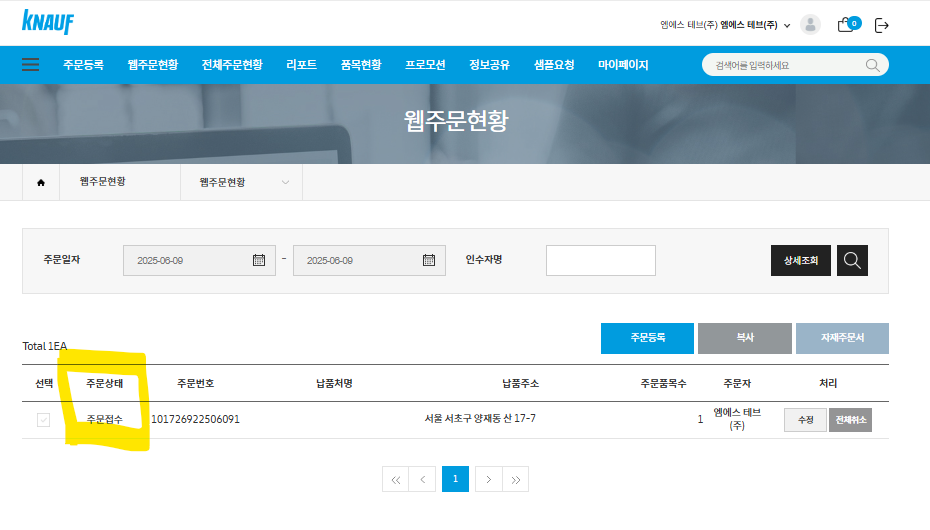 KNAUF
엠에스 테브(주) 엠에스 테브(주)
0
주문등록 웹주문현황 전체주문현황 리포트 품목현황 프로모션 정보공유 샘플요청 마이페이지
검색어를 입력하세요
웹주문현황
웹주문현황 웹주문현황
주문일자 2025-06-09 - 2025-06-09 인수자명 상세조회
Total 1EA
주문등록 복사 자재주문서
선택 주문상태 주문번호 납품처명 납품주소 주문품목수 주문자 처리
주문접수 101726922506091 서울 서초구 양재동 산 17-7 1 엠에스 테브
(주) 수정 전체취소
1